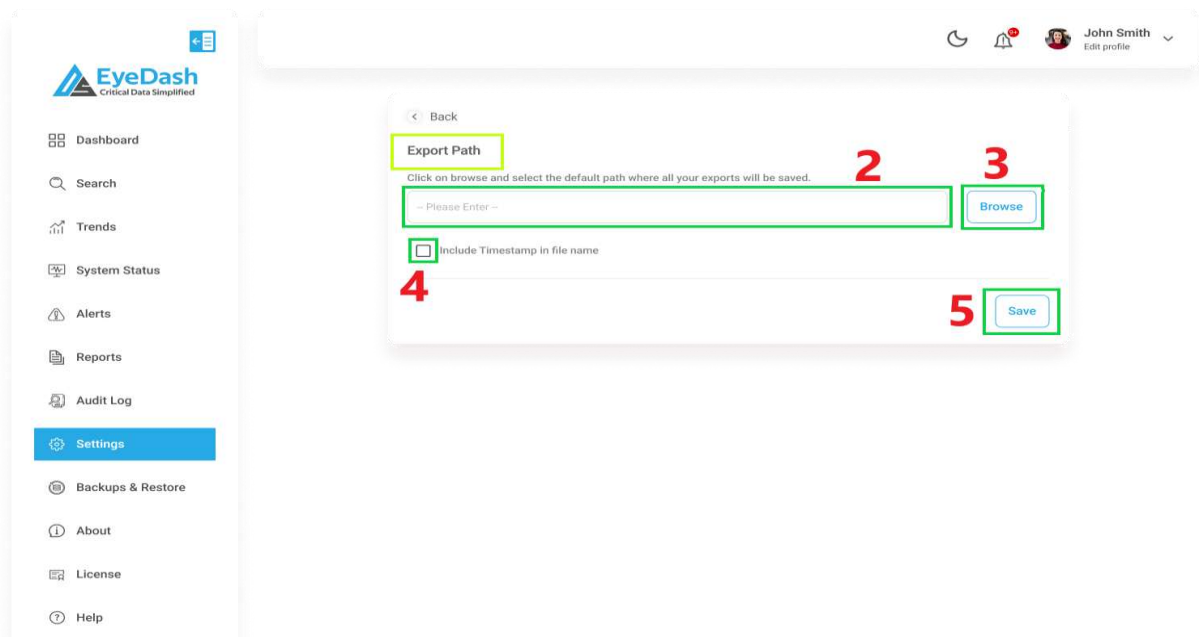 EyeDash
Critical Data Simplified
Dashboard
Search
Trends
System Status
Alerts
Reports
Audit Log
Settings
Backups & Restore
About
License
Help
9+
John Smith
Edit profile
Back
Export Path
Click on browse and select the default path where all your exports will be saved.
2
3
-- Please Enter --
Browse
Include Timestamp in file name
4
5
Save